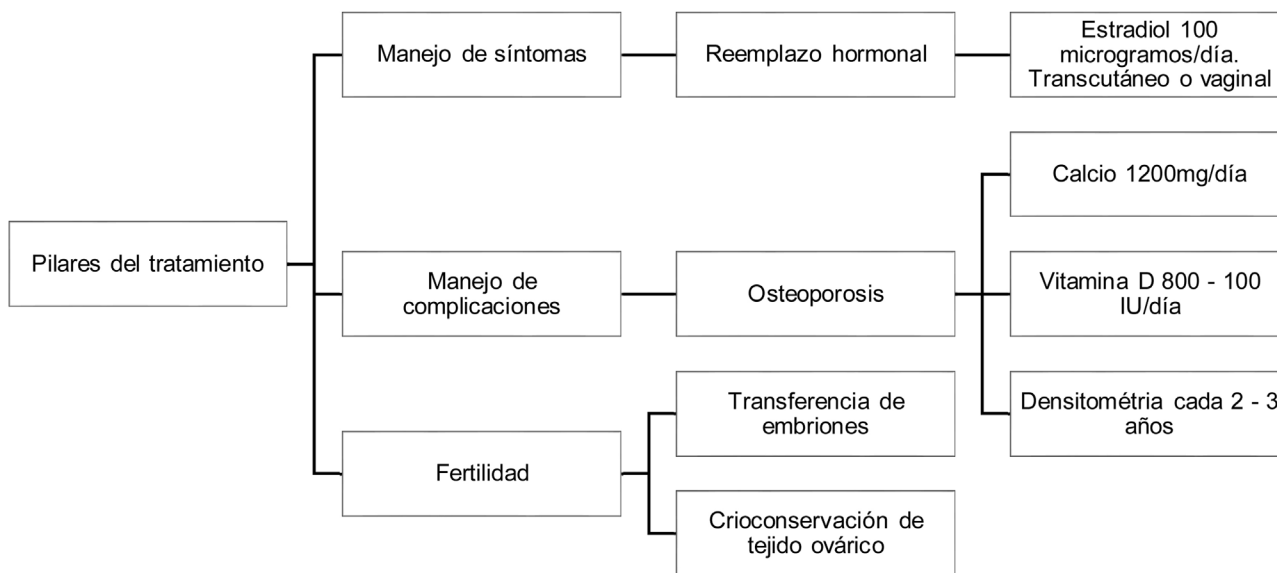 Manejo de síntomas
Reemplazo hormonal
Estradiol 100
microgramos/día.
Transcutáneo o vaginal
Calcio 1200mg/día
Pilares del tratamiento
Manejo de
complicaciones
Osteoporosis
Vitamina D 800 - 100
IU/día
Densitométria cada 2 - 3
años
Fertilidad
Transferencia de
embriones
Crioconservación de
tejido ovárico